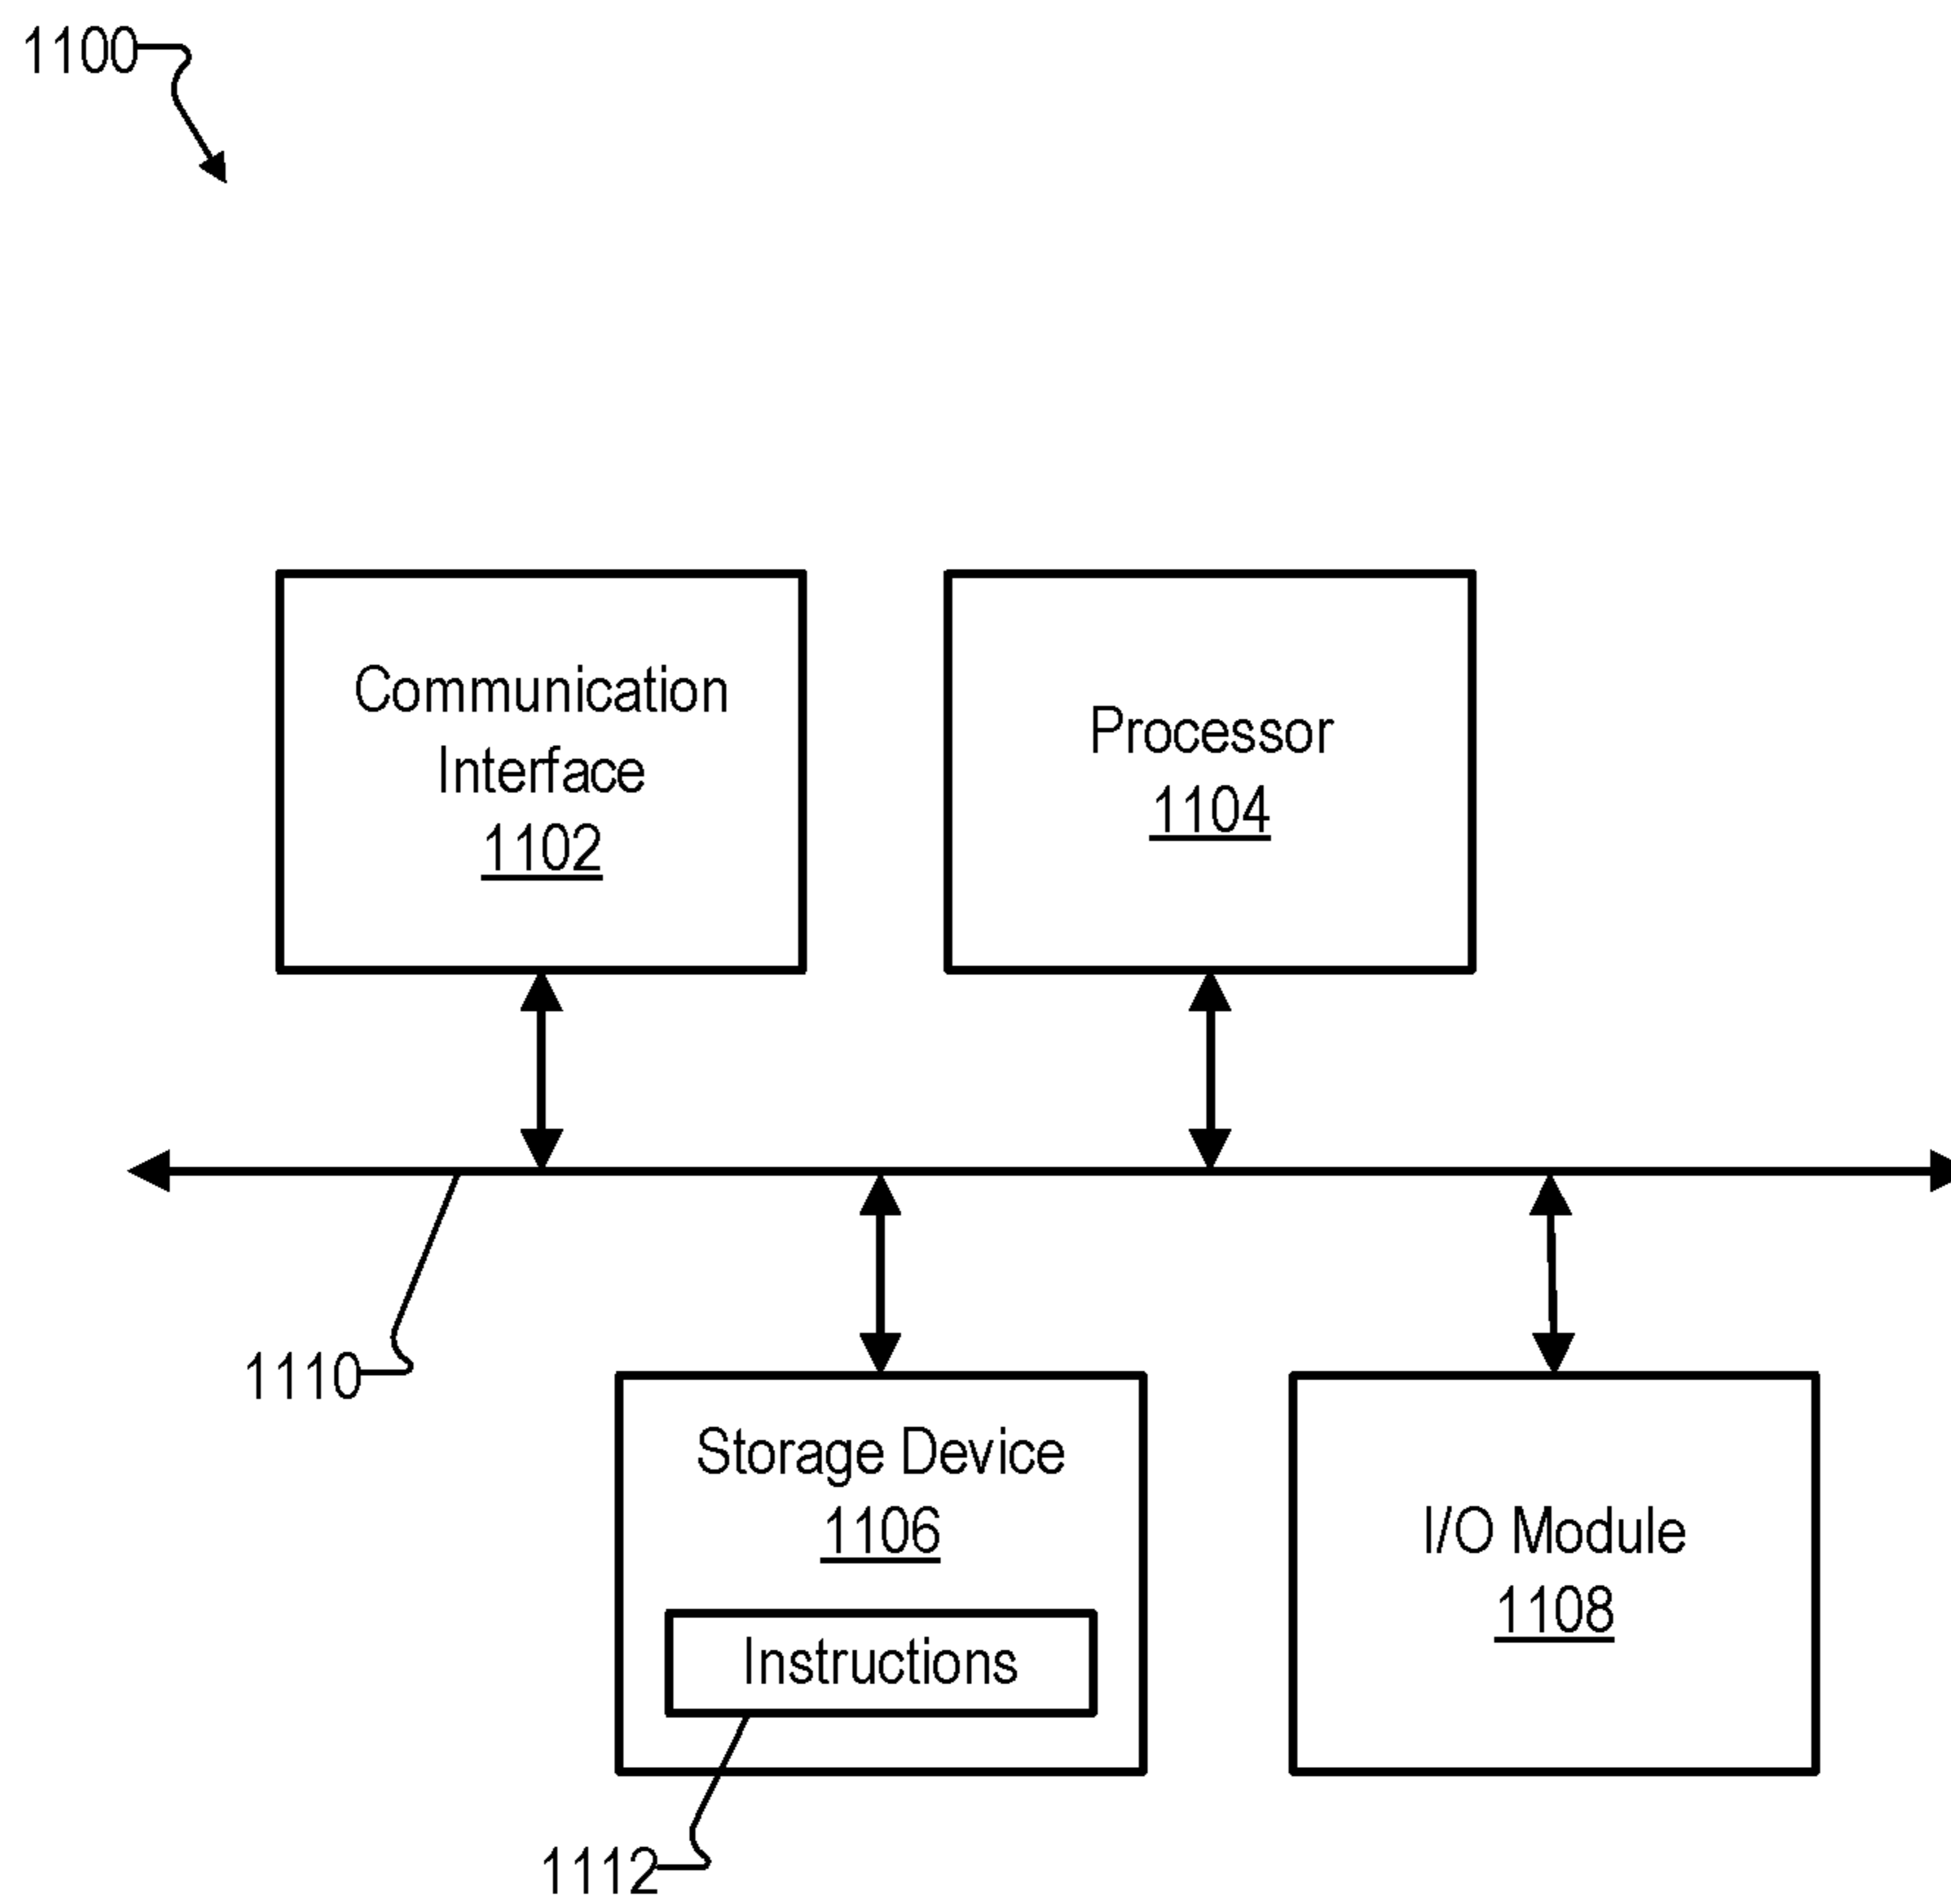 1100
Communication
Interface
1102
Processor
1104
1110
Storage Device
1106
Instructions
1112
I/O Module
1108